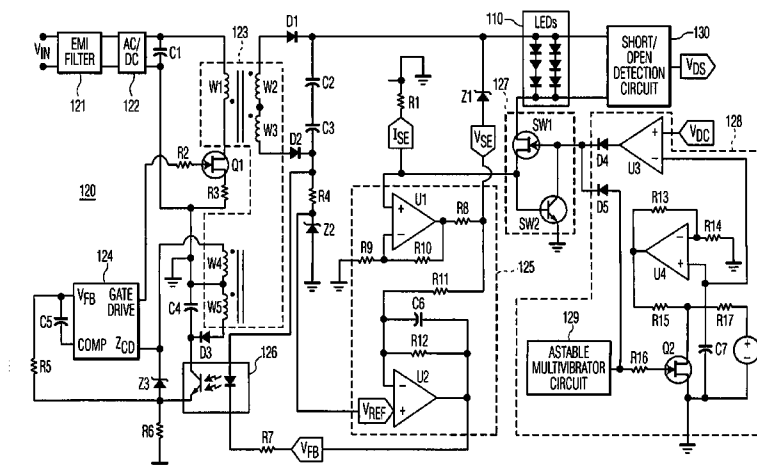 110
LEDs
130
SHORT/
OPEN
DETECTION
CIRCUIT
VDS
VIN
EMI
FILTER
121
AC/
DC
122
C1
123
W1
W2
W3
D1
C2
C3
D2
R2
Q1
R3
R4
Z2
120
R1
ISE
Z1
VSE
127
SW1
SW2
D4
D5
U3
VDC
128
R13
R14
U4
R15
R17
C7
Q2
R16
129
ASTABLE
MULTIVIBRATOR
CIRCUIT
U1
R8
R9
R10
R11
125
C6
R12
U2
VREF
124
VFB
GATE
DRIVE
COMP
ZCD
C5
R5
Z3
R6
W4
W5
C4
D3
126
R7
VFB